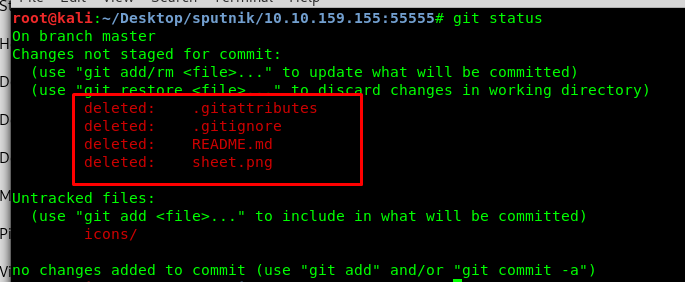 root@kali:~/Desktop/sputnik/10.10.159.155:55555# git status
On branch master
Changes not staged for commit:
(use "git add/rm <file>..." to update what will be committed)
(use "git restore <file>..." to discard changes in working directory)
deleted: .gitattributes
deleted: .gitignore
deleted: README.md
deleted: sheet.png
Untracked files:
(use "git add <file>..." to include in what will be committed)
icons/
no changes added to commit (use "git add" and/or "git commit -a")